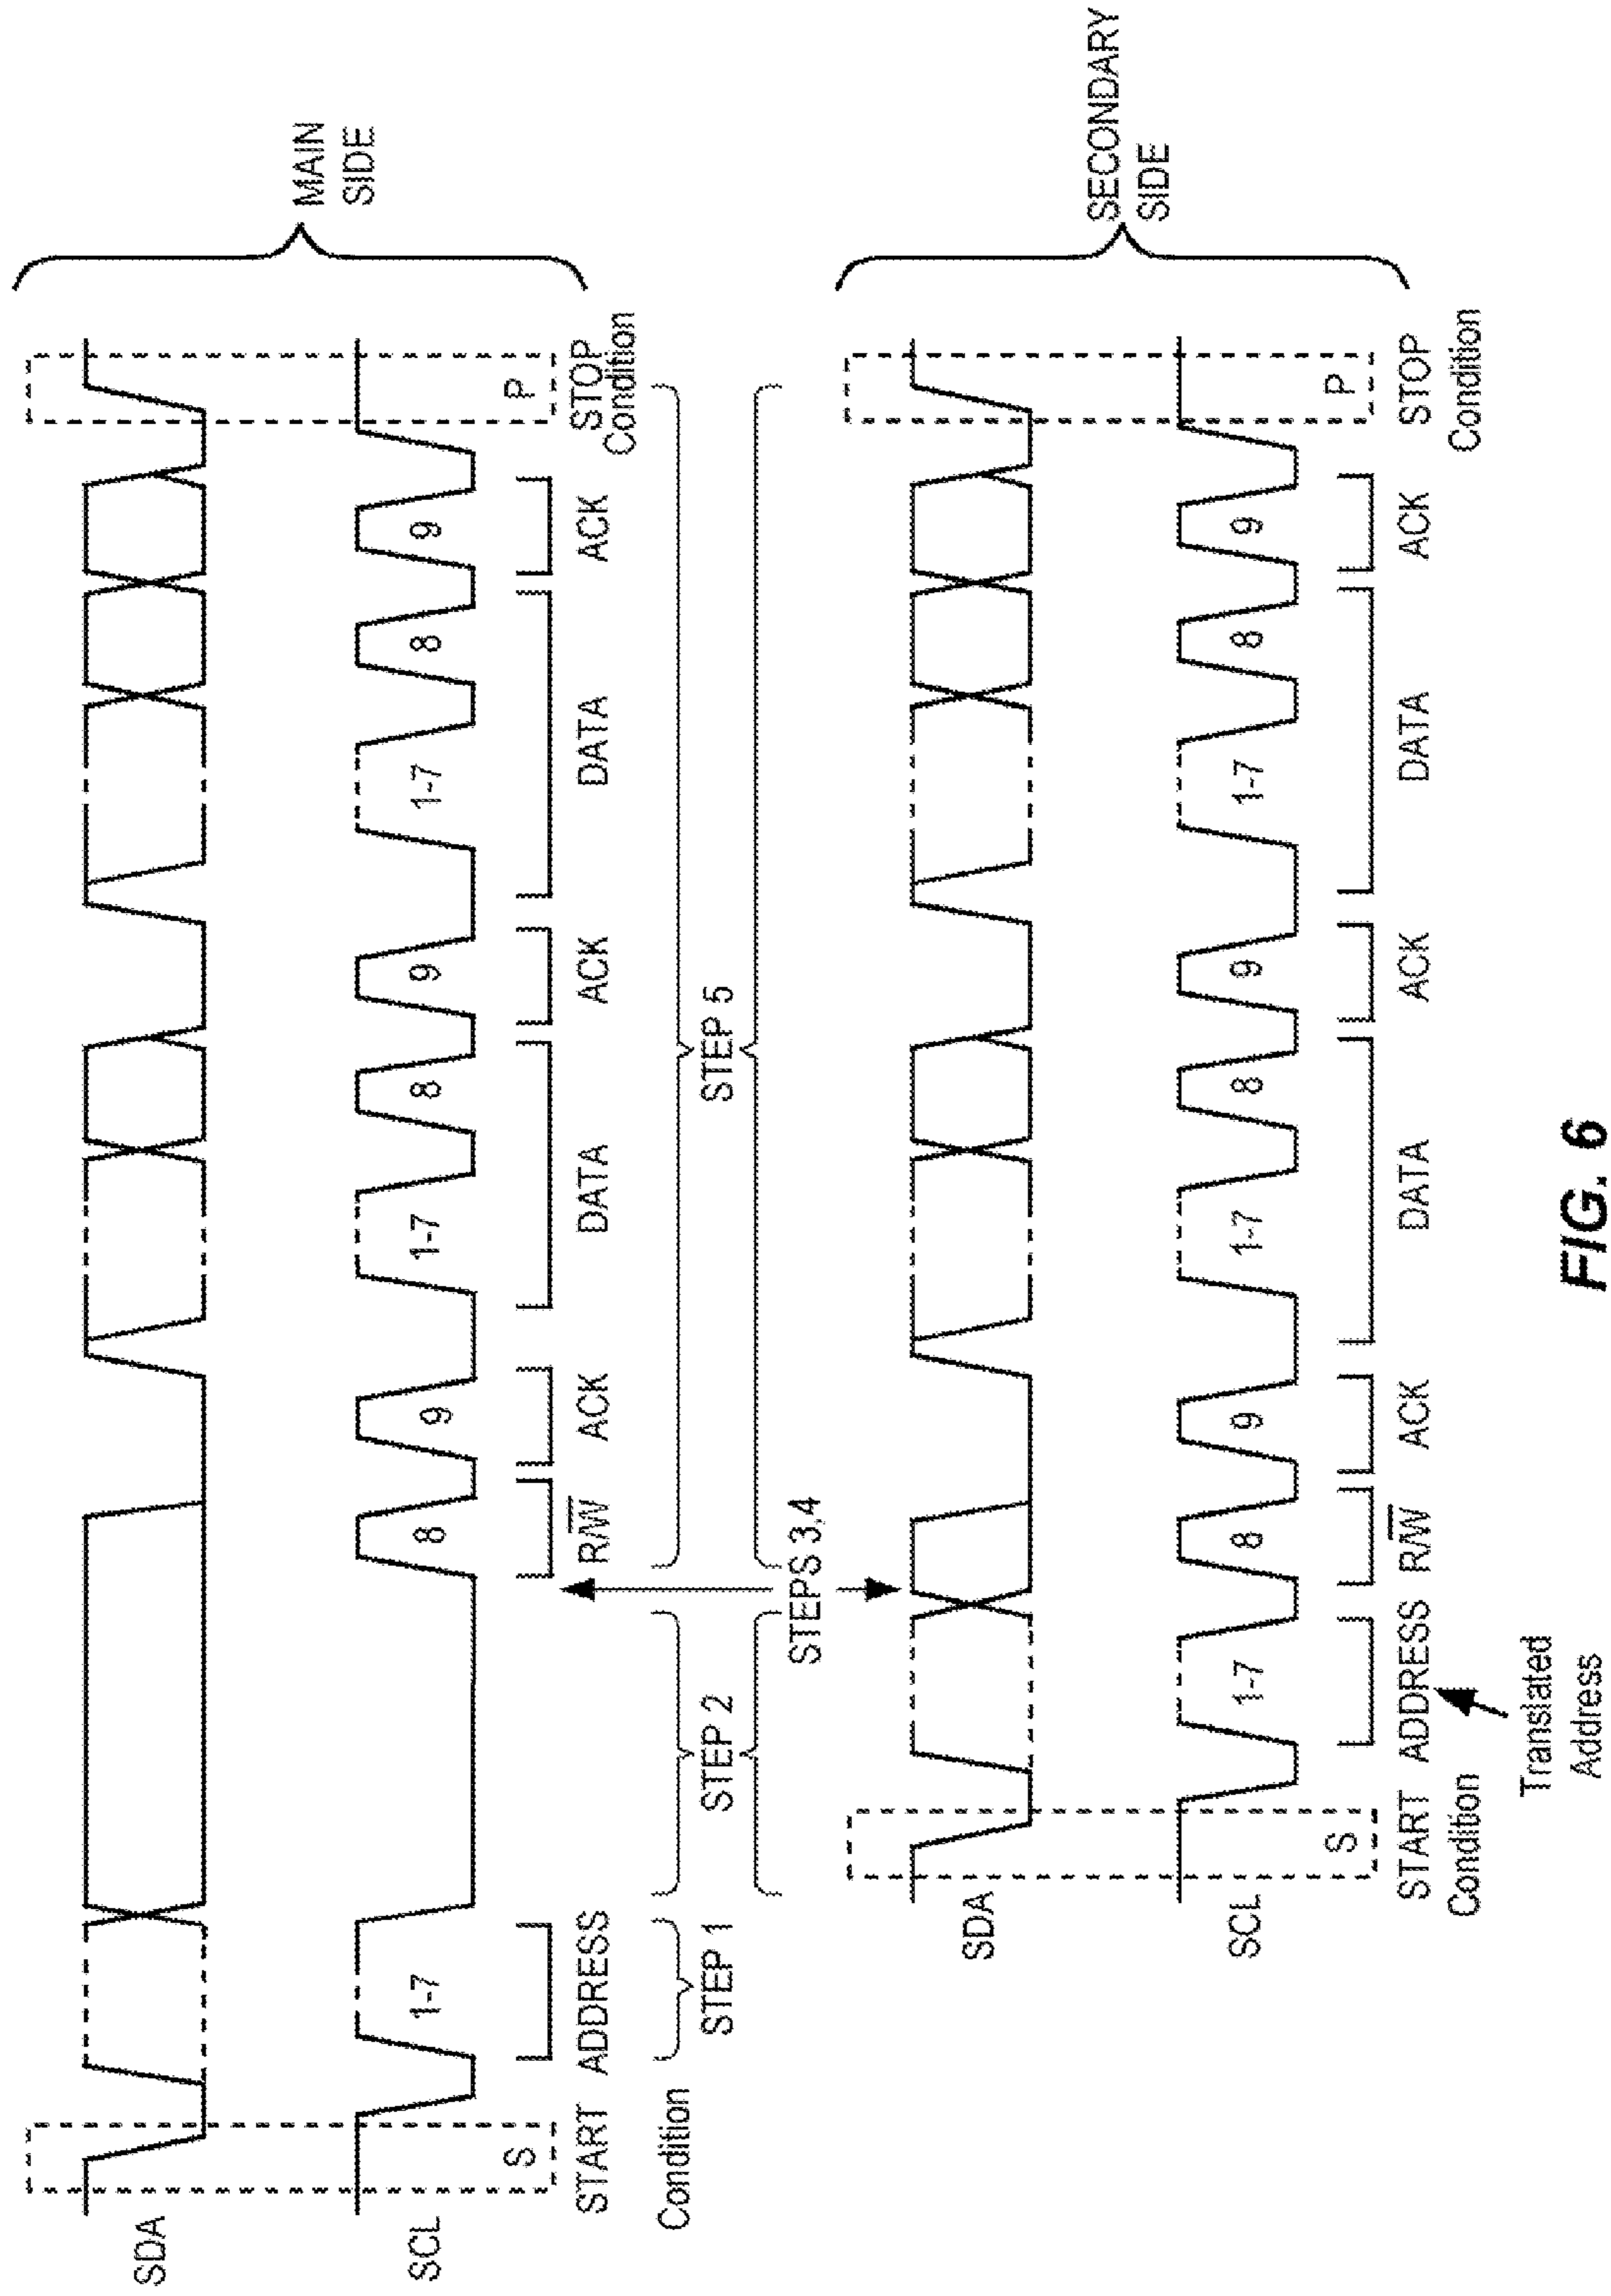 MAIN
SIDE
SDA
SCL
1-7
8
9
1-7
8
9
1-7
8
9
S
P
START
Condition
ADDRESS
R/W̅
ACK
DATA
ACK
DATA
ACK
STOP
Condition
STEP 1
STEP 2
STEPS 3,4
STEP 5
SECONDARY
SIDE
SDA
SCL
1-7
8
9
1-7
8
9
1-7
8
9
S
P
START
Condition
ADDRESS
R/W̅
ACK
DATA
ACK
DATA
ACK
STOP
Condition
Translated
Address
FIG. 6